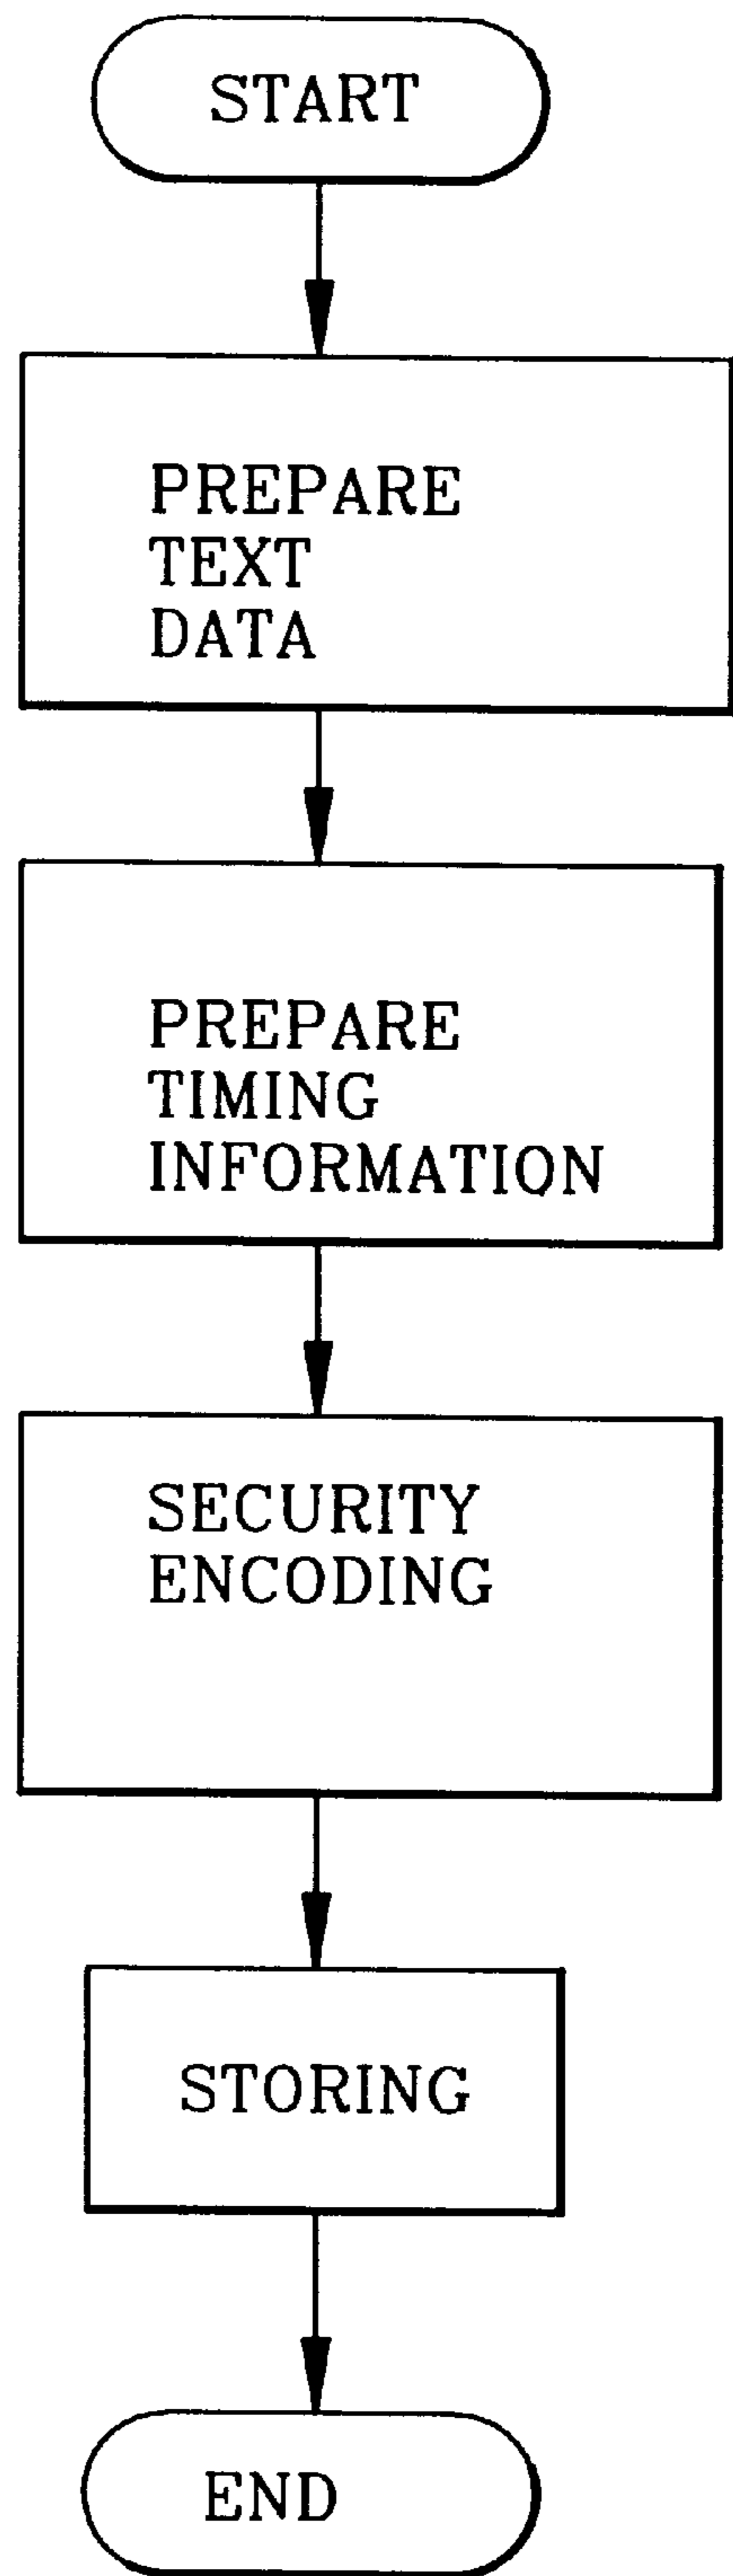 START
PREPARE
TEXT
DATA
PREPARE
TIMING
INFORMATION
SECURITY
ENCODING
STORING
END